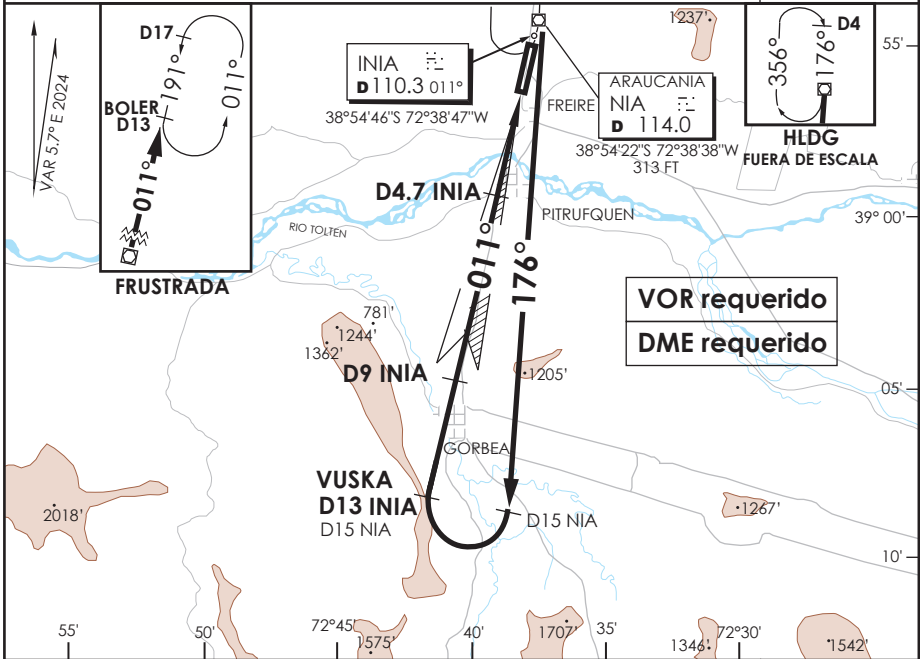 D17
191°
011°
BOLER
D13
011°
VAR 5.7° E 2024
FRUSTRADA
INIA
D 110.3 011°
38°54'46"S 72°38'47"W
1237'
ARAUCANIA
NIA
D 114.0
38°54'22"S 72°38'38"W
313 FT
FREIRE
D4
356°
176°
HLDG
FUERA DE ESCALA
55'
D4.7 INIA
PITRUFQUEN
RIO TOLTEN
39° 00'
011°
176°
VOR requerido
DME requerido
781'
1244'
1362'
D9 INIA
1205'
05'
GORBEA
VUSKA
D13 INIA
D15 NIA
D15 NIA
2018'
1267'
10'
55'
50'
72°45'
40'
35'
72°30'
1575'
1707'
1346'
1542'